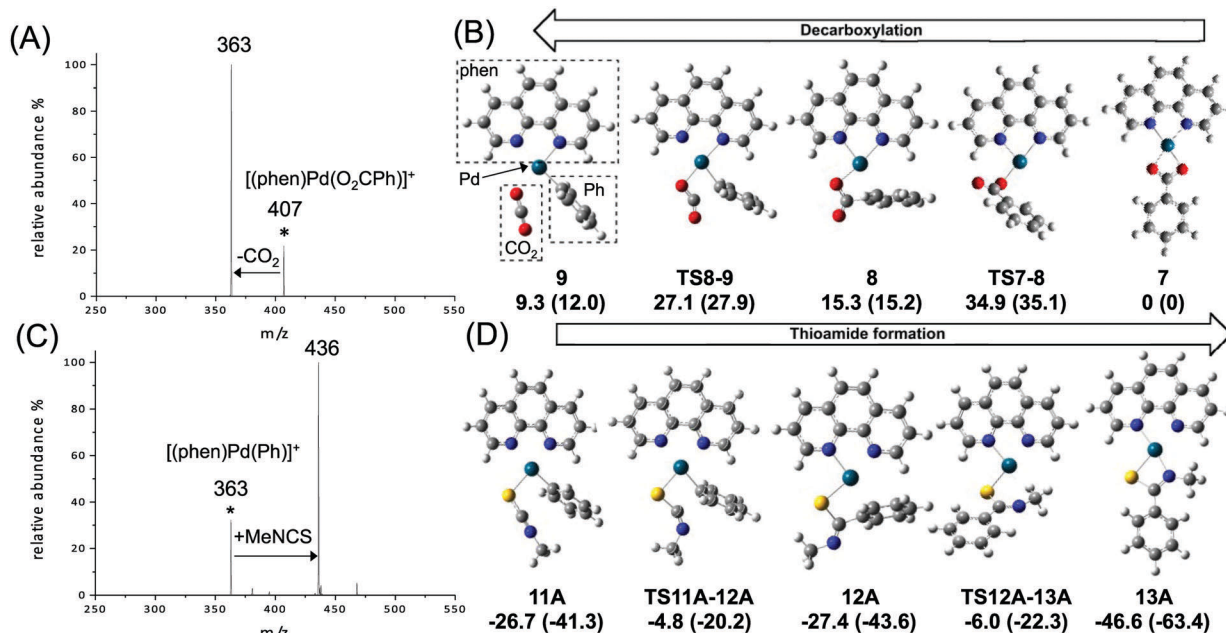 (A)
363
100
80
60
40
20
0
relative abundance %
[(phen)Pd(O₂CPh)]⁺
407
*
-CO₂
250
300
350
400
450
500
550
m/z
(B)
Decarboxylation
phen
Pd
Ph
CO₂
9
9.3 (12.0)
TS8-9
27.1 (27.9)
8
15.3 (15.2)
TS7-8
34.9 (35.1)
7
0 (0)
(C)
436
100
80
60
40
20
0
relative abundance %
[(phen)Pd(Ph)]⁺
363
*
+MeNCS
250
300
350
400
450
500
550
m/z
(D)
Thioamide formation
11A
-26.7 (-41.3)
TS11A-12A
-4.8 (-20.2)
12A
-27.4 (-43.6)
TS12A-13A
-6.0 (-22.3)
13A
-46.6 (-63.4)